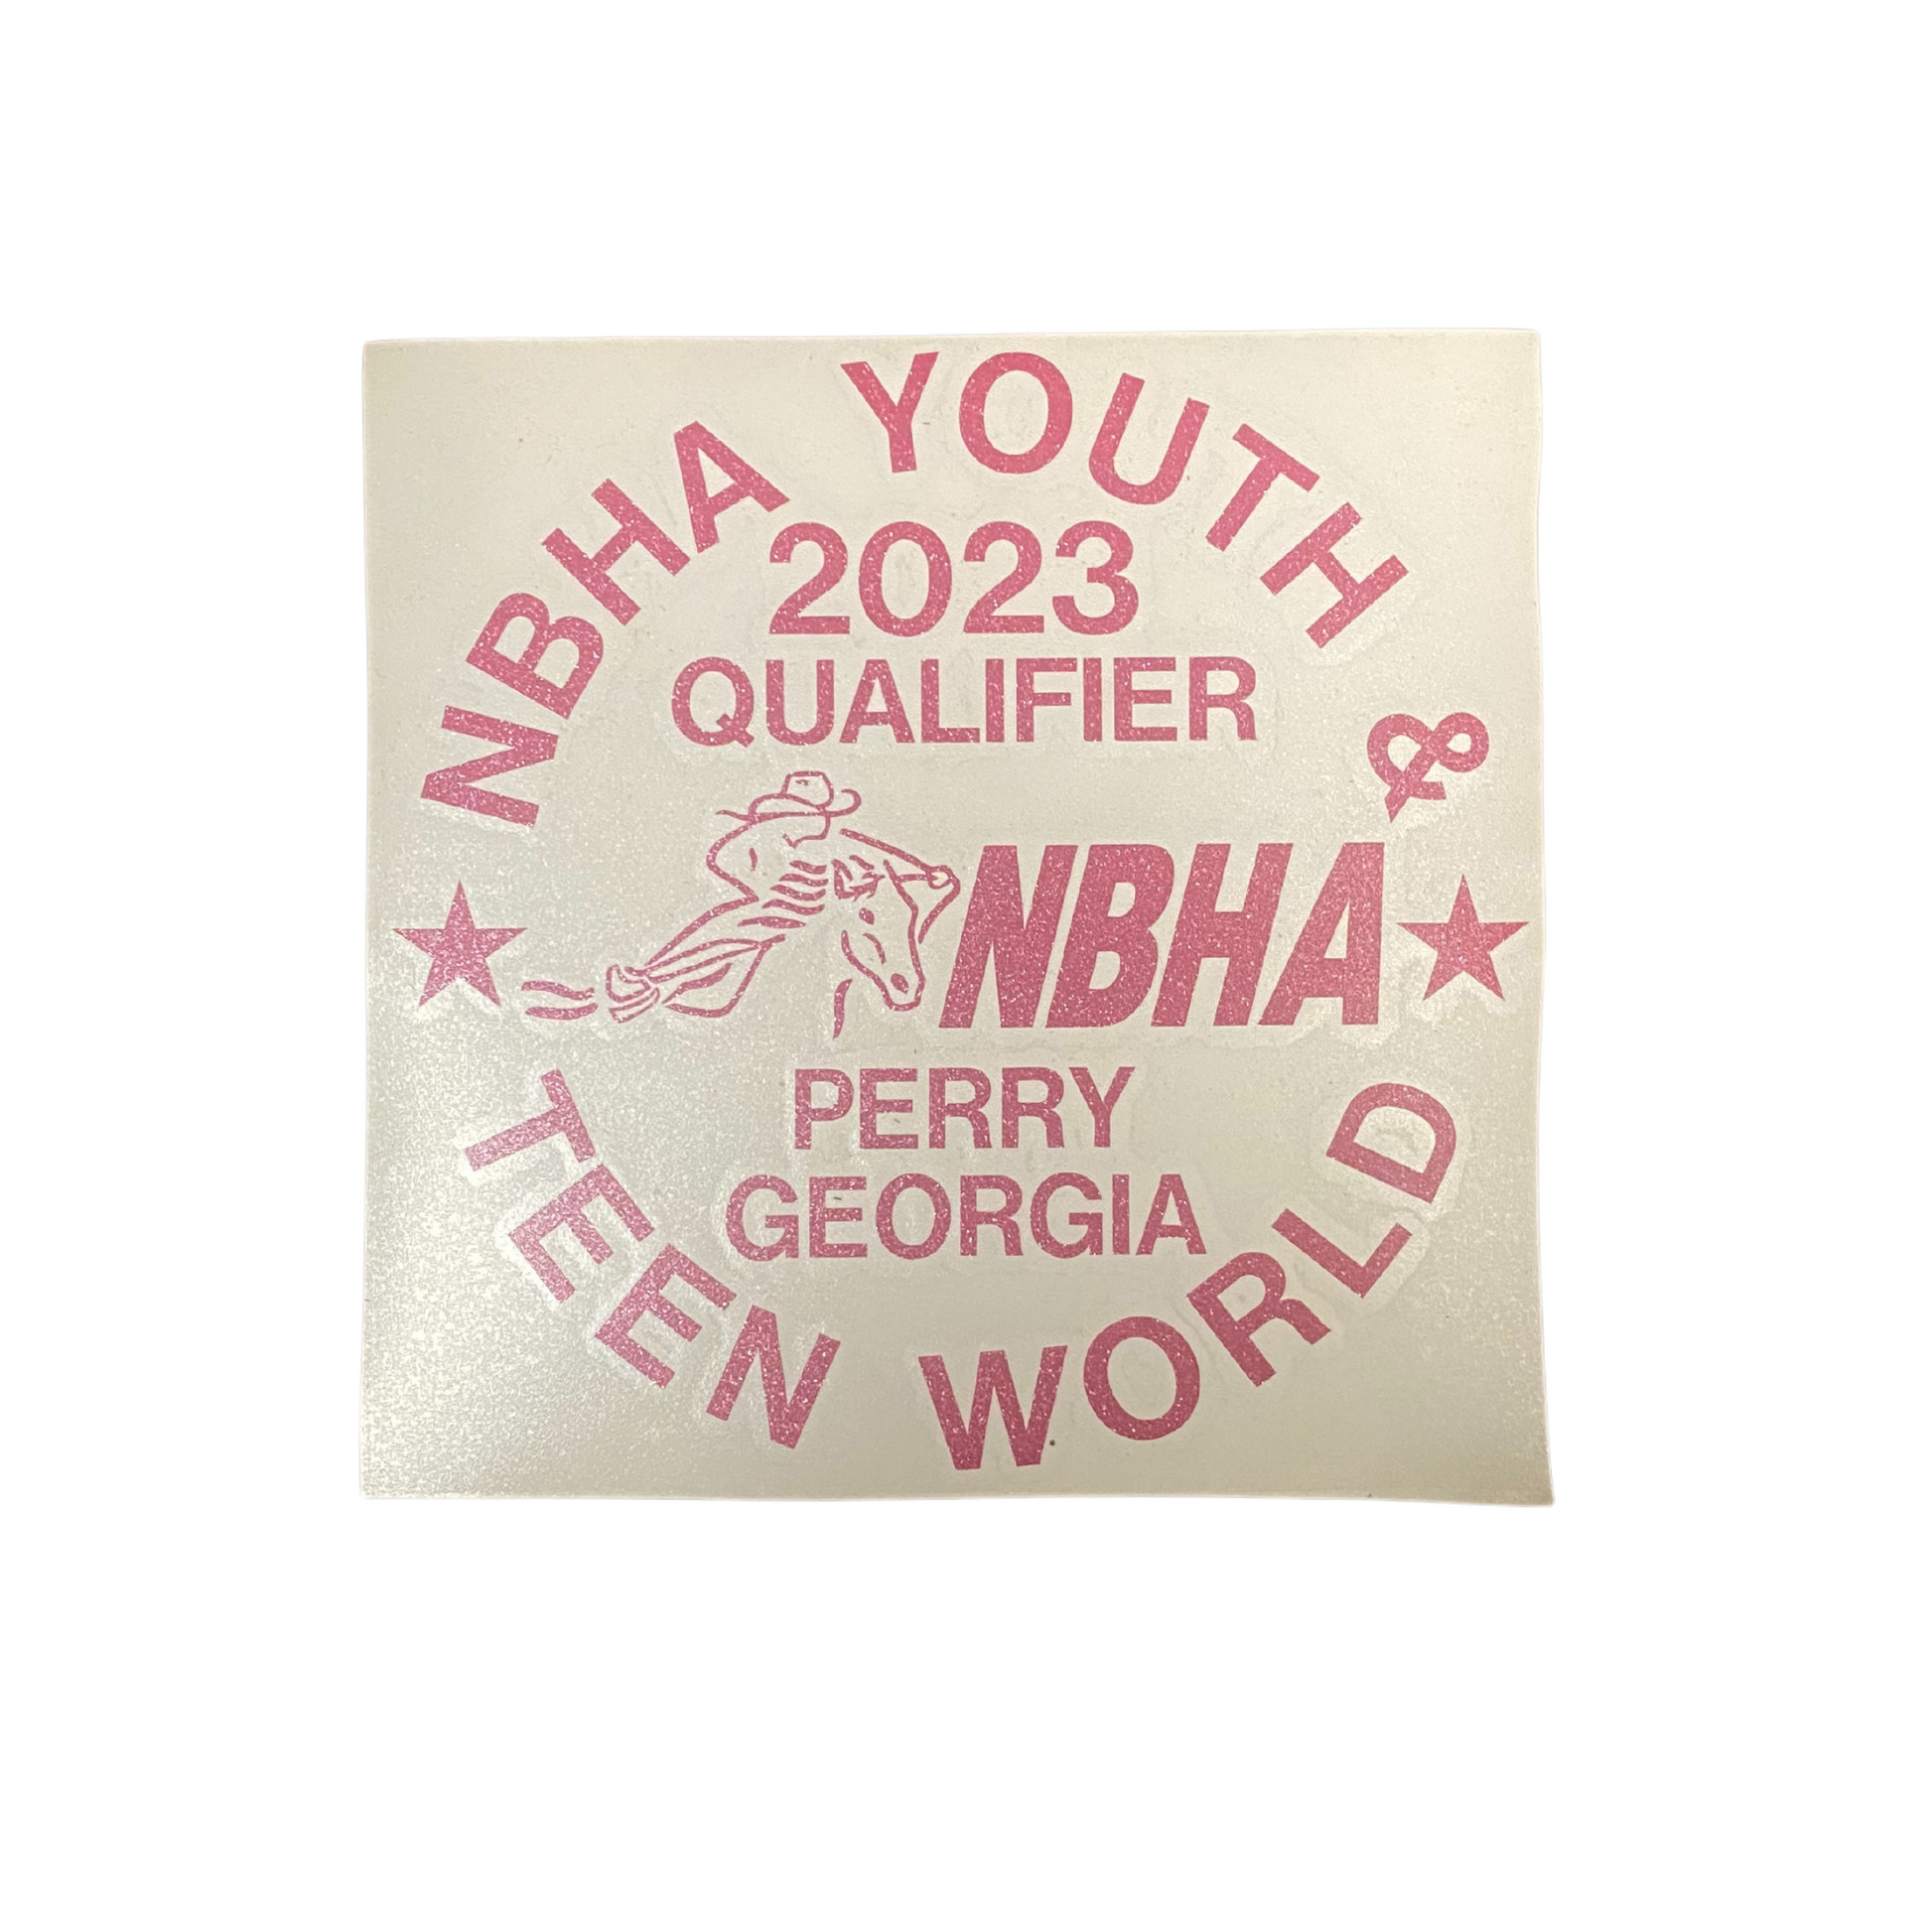 NBHA YOUTH &
2023
QUALIFIER
NBHA
PERRY
GEORGIA
TEEN WORLD